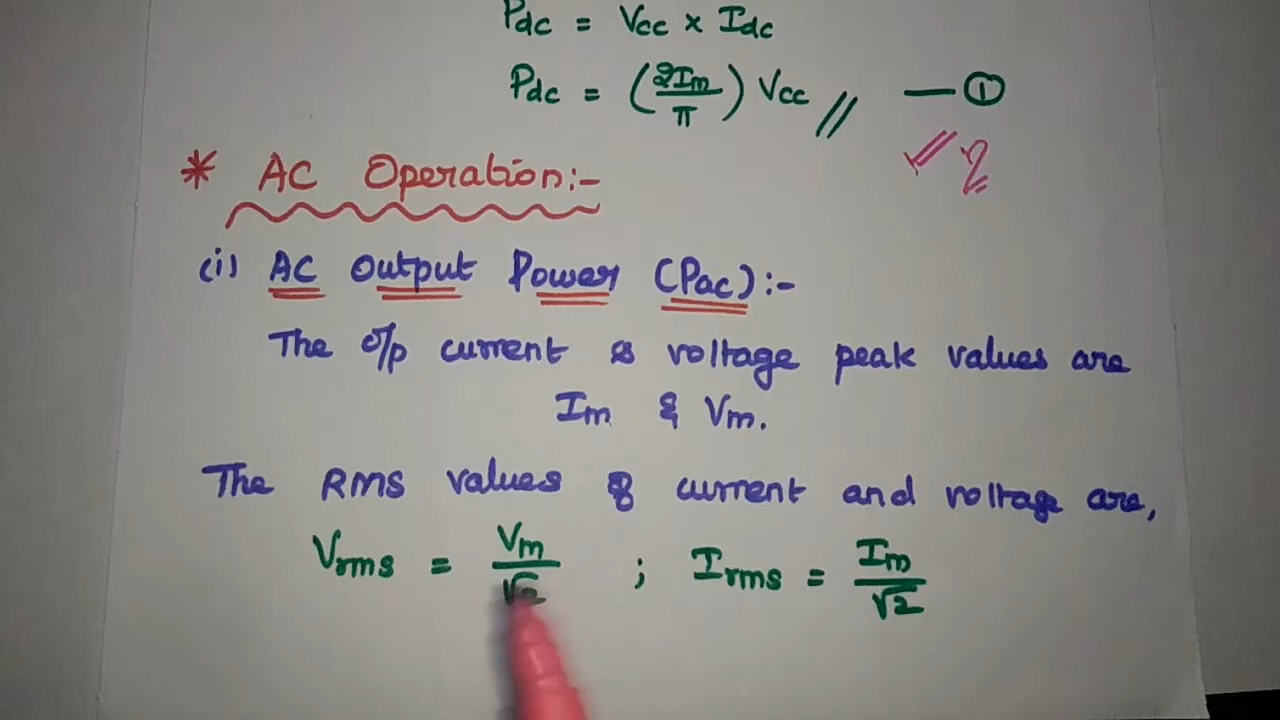 Pdc = Vcc × Idc
Pdc = (2Im/π) Vcc // — ①
* AC Operation:-
(i) AC Output Power (Pac):-
The o/p current & voltage peak values are
Im & Vm.
The RMS values of current and voltage are,
Vrms = Vm/√2 ; Irms = Im/√2